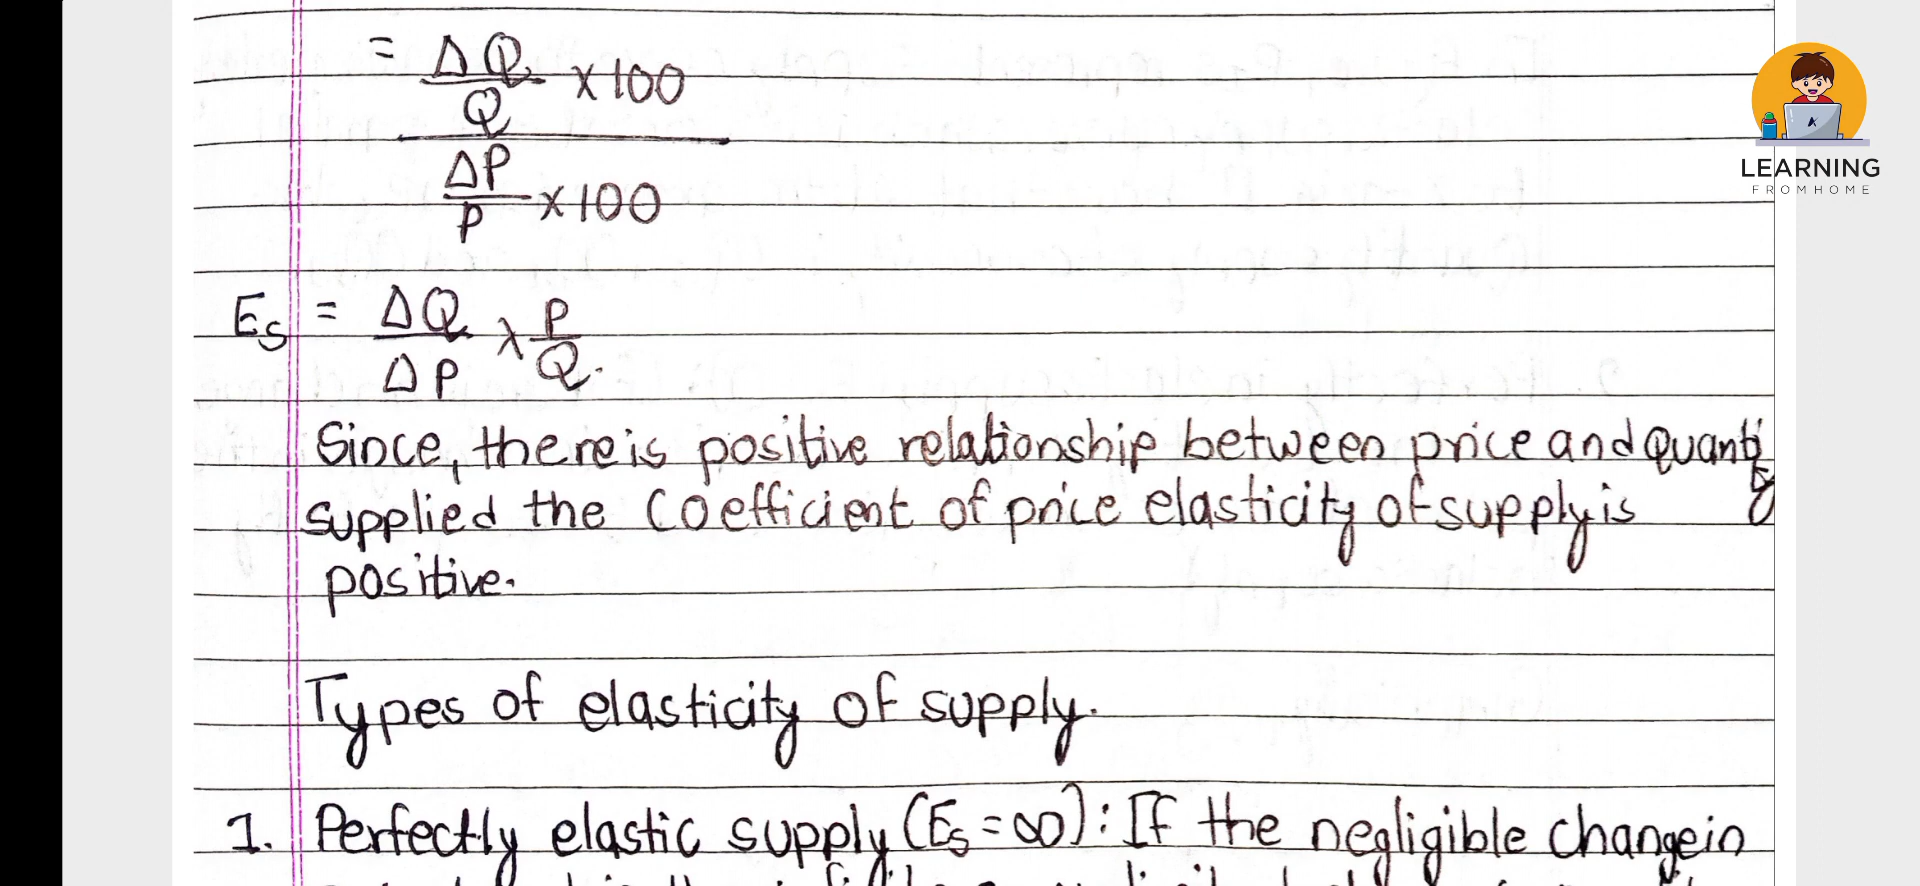 = ΔQ/Q x 100
ΔP/P x 100
LEARNING
FROMHOME
Es = ΔQ/ΔP x P/Q.
Since, there is positive relationship between price and Quantity
supplied the coefficient of price elasticity of supply is
positive.
Types of elasticity of supply.
1. Perfectly elastic supply (Es = ∞) : If the negligible change in